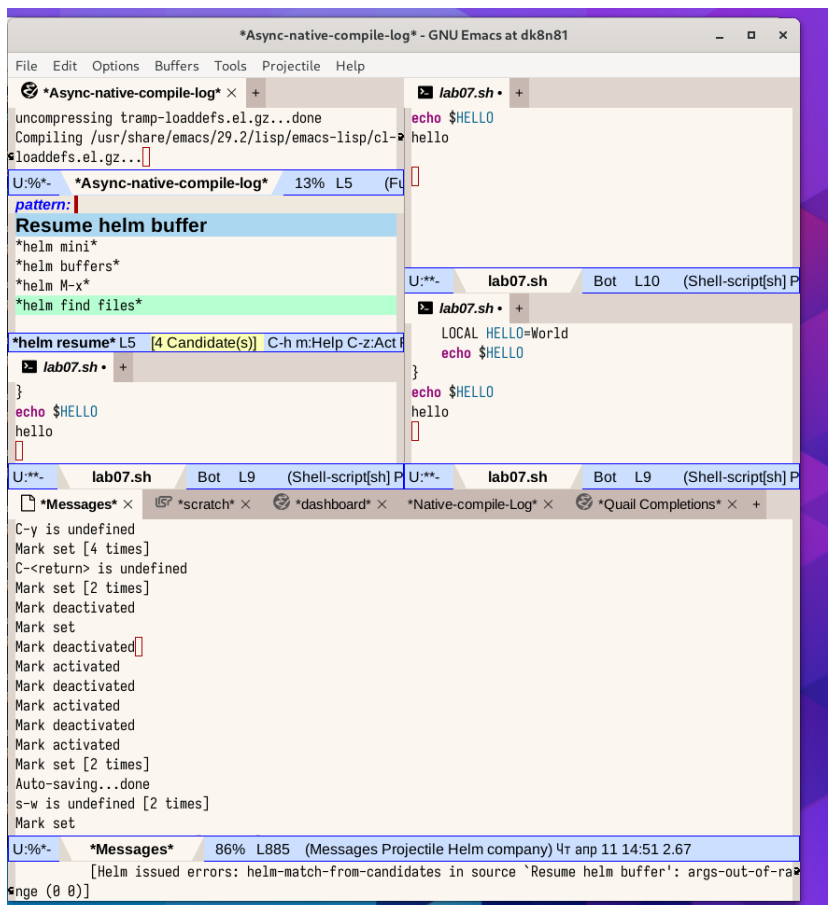 *Async-native-compile-log* - GNU Emacs at dk8n81
File Edit Options Buffers Tools Projectile Help
*Async-native-compile-log* × +
uncompressing tramp-loaddefs.el.gz...done
Compiling /usr/share/emacs/29.2/lisp/emacs-lisp/cl-
loaddefs.el.gz...
U:%*- *Async-native-compile-log* 13% L5 (Fu
pattern:
Resume helm buffer
*helm mini*
*helm buffers*
*helm M-x*
*helm find files*
*helm resume* L5 [4 Candidate(s)] C-h m:Help C-z:Act F
lab07.sh • +
}
echo $HELLO
hello
U:**- lab07.sh Bot L9 (Shell-script[sh] P
lab07.sh • +
echo $HELLO
hello
U:**- lab07.sh Bot L10 (Shell-script[sh] P
lab07.sh • +
LOCAL HELLO=World
echo $HELLO
}
echo $HELLO
hello
U:**- lab07.sh Bot L9 (Shell-script[sh] P
*Messages* × *scratch* × *dashboard* × *Native-compile-Log* × *Quail Completions* × +
C-y is undefined
Mark set [4 times]
C-<return> is undefined
Mark set [2 times]
Mark deactivated
Mark set
Mark deactivated
Mark activated
Mark deactivated
Mark activated
Mark deactivated
Mark activated
Mark set [2 times]
Auto-saving...done
s-w is undefined [2 times]
Mark set
U:%*- *Messages* 86% L885 (Messages Projectile Helm company) Чт апр 11 14:51 2.67
[Helm issued errors: helm-match-from-candidates in source `Resume helm buffer': args-out-of-ra
nge (0 0)]